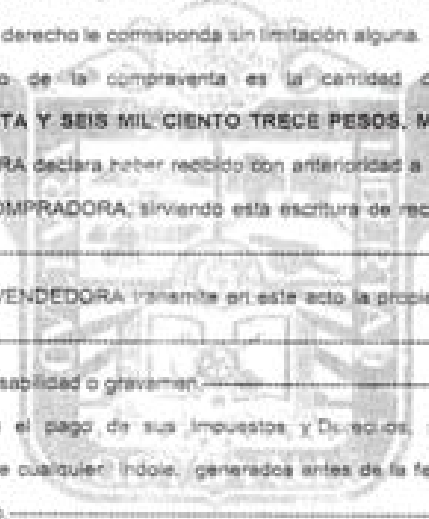 derecho le corresponda sin limitación alguna.
o de la compraventa es la cantidad d
TA Y SEIS MIL CIENTO TRECE PESOS, M
RA declara haber recibido con anterioridad a
OMPRADORA, sirviendo esta escritura de rec
VENDEDORA transmite en este acto la propie
sabilidad o gravamen.
el pago de sus Impuestos y Derechos,
e cualquier índole, generados antes de la fe